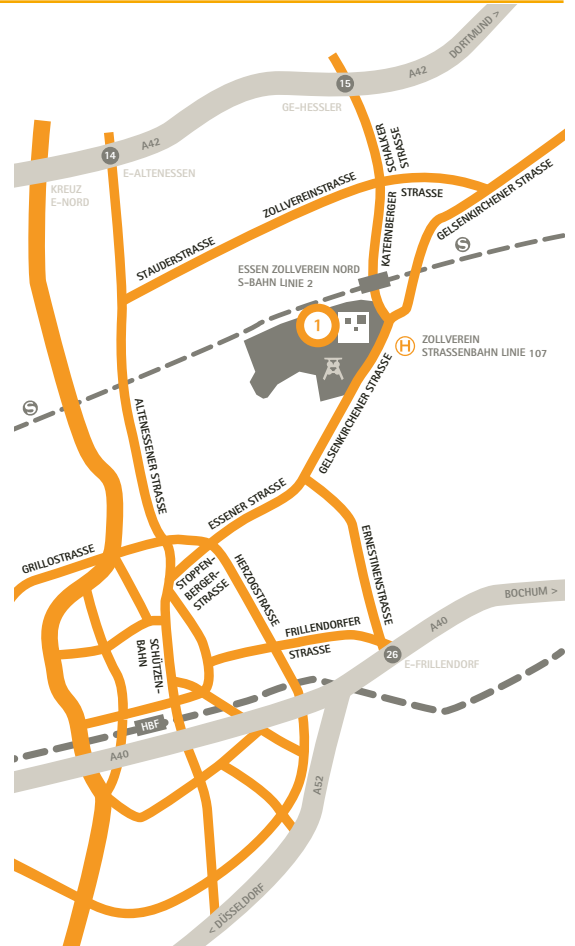 DORTMUND >
A42
15
GE-HESSLER
SCHALKER
STRASSE
A42
14
E-ALTENESSEN
KREUZ
E-NORD
ZOLLVEREINSTRASSE
STRASSE
KATERNBERGER
GELSENKIRCHENER STRASSE
STAUDERSTRASSE
S
ESSEN ZOLLVEREIN NORD
S-BAHN LINIE 2
1
H
ZOLLVEREIN
STRASSENBAHN LINIE 107
GELSENKIRCHENER STRASSE
S
ALTENESSENER STRASSE
ESSENER STRASSE
GRILLOSTRASSE
STOPPEN-
BERGER-
STRASSE
HERZOGSTRASSE
ERNESTINENSTRASSE
BOCHUM >
A40
FRILLENDORFER
STRASSE
26
E-FRILLENDORF
SCHÜTZEN-
BAHN
HBF
A40
A52
< DÜSSELDORF